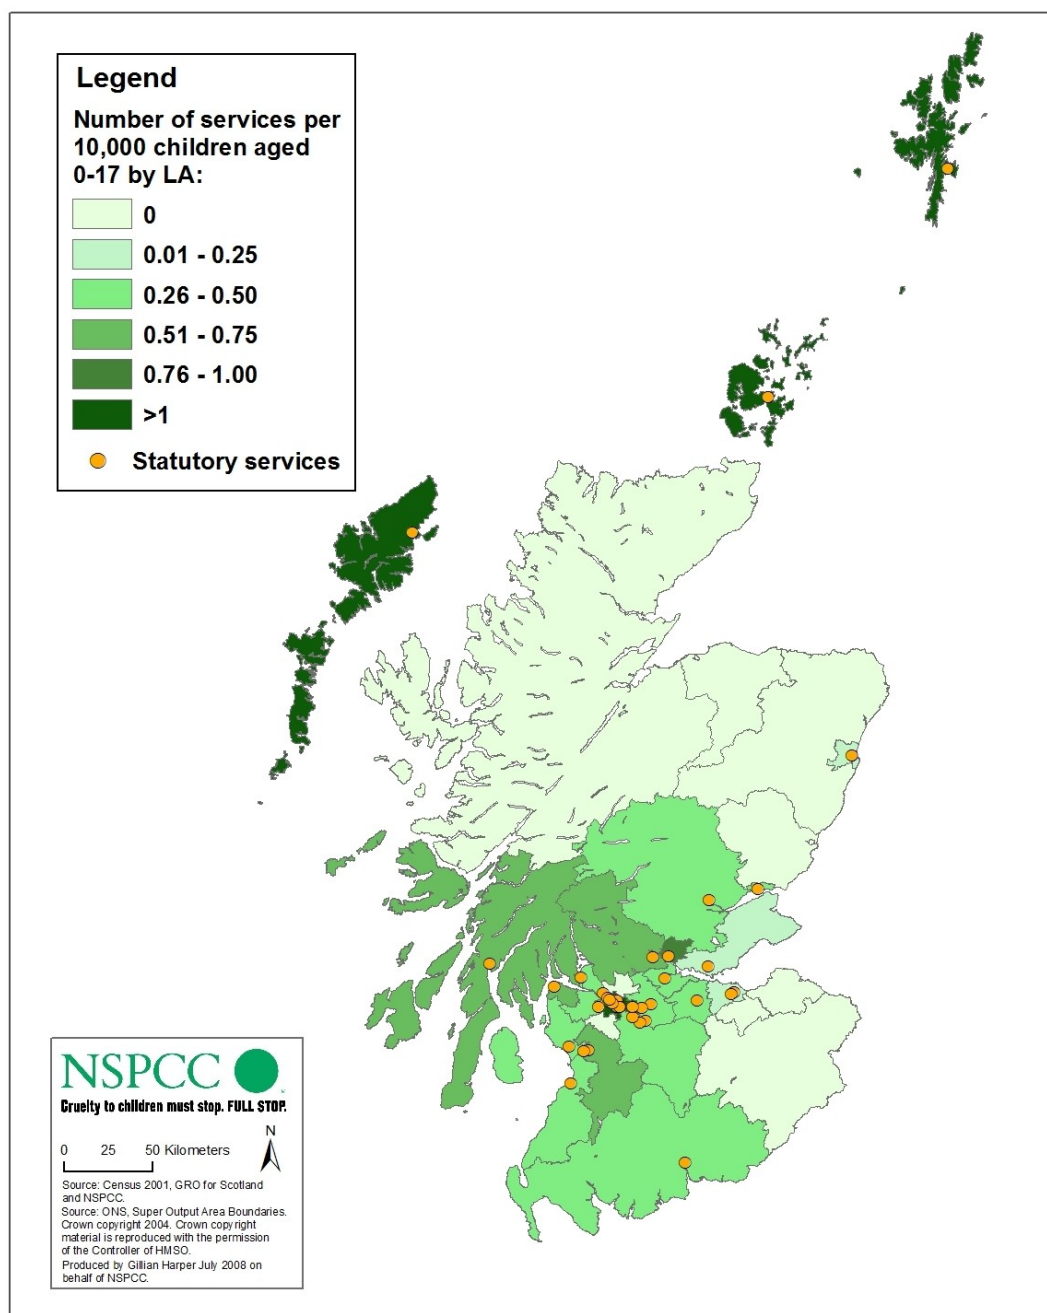 Legend
Number of services per
10,000 children aged
0-17 by LA:
0
0.01 - 0.25
0.26 - 0.50
0.51 - 0.75
0.76 - 1.00
>1
Statutory services
NSPCC
Cruelty to children must stop. FULL STOP.
N
0 25 50 Kilometers
Source: Census 2001, GRO for Scotland
and NSPCC.
Source: ONS, Super Output Area Boundaries.
Crown copyright 2004. Crown copyright
material is reproduced with the permission
of the Controller of HMSO.
Produced by Gillian Harper July 2008 on
behalf of NSPCC.